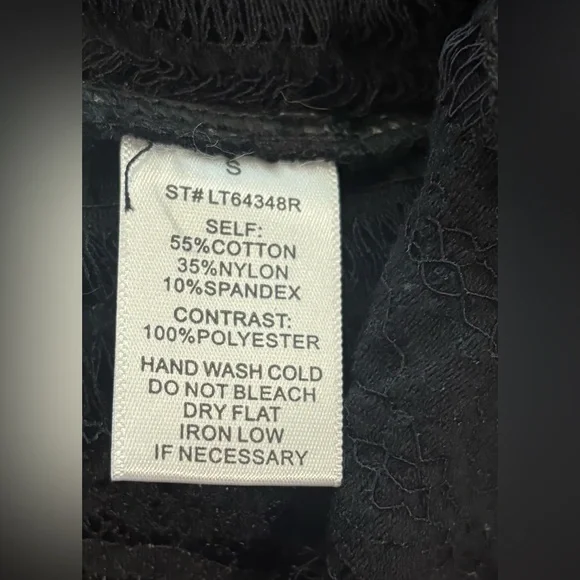 S
ST# LT64348R
SELF:
55%COTTON
35%NYLON
10%SPANDEX
CONTRAST:
100%POLYESTER
HAND WASH COLD
DO NOT BLEACH
DRY FLAT
IRON LOW
IF NECESSARY